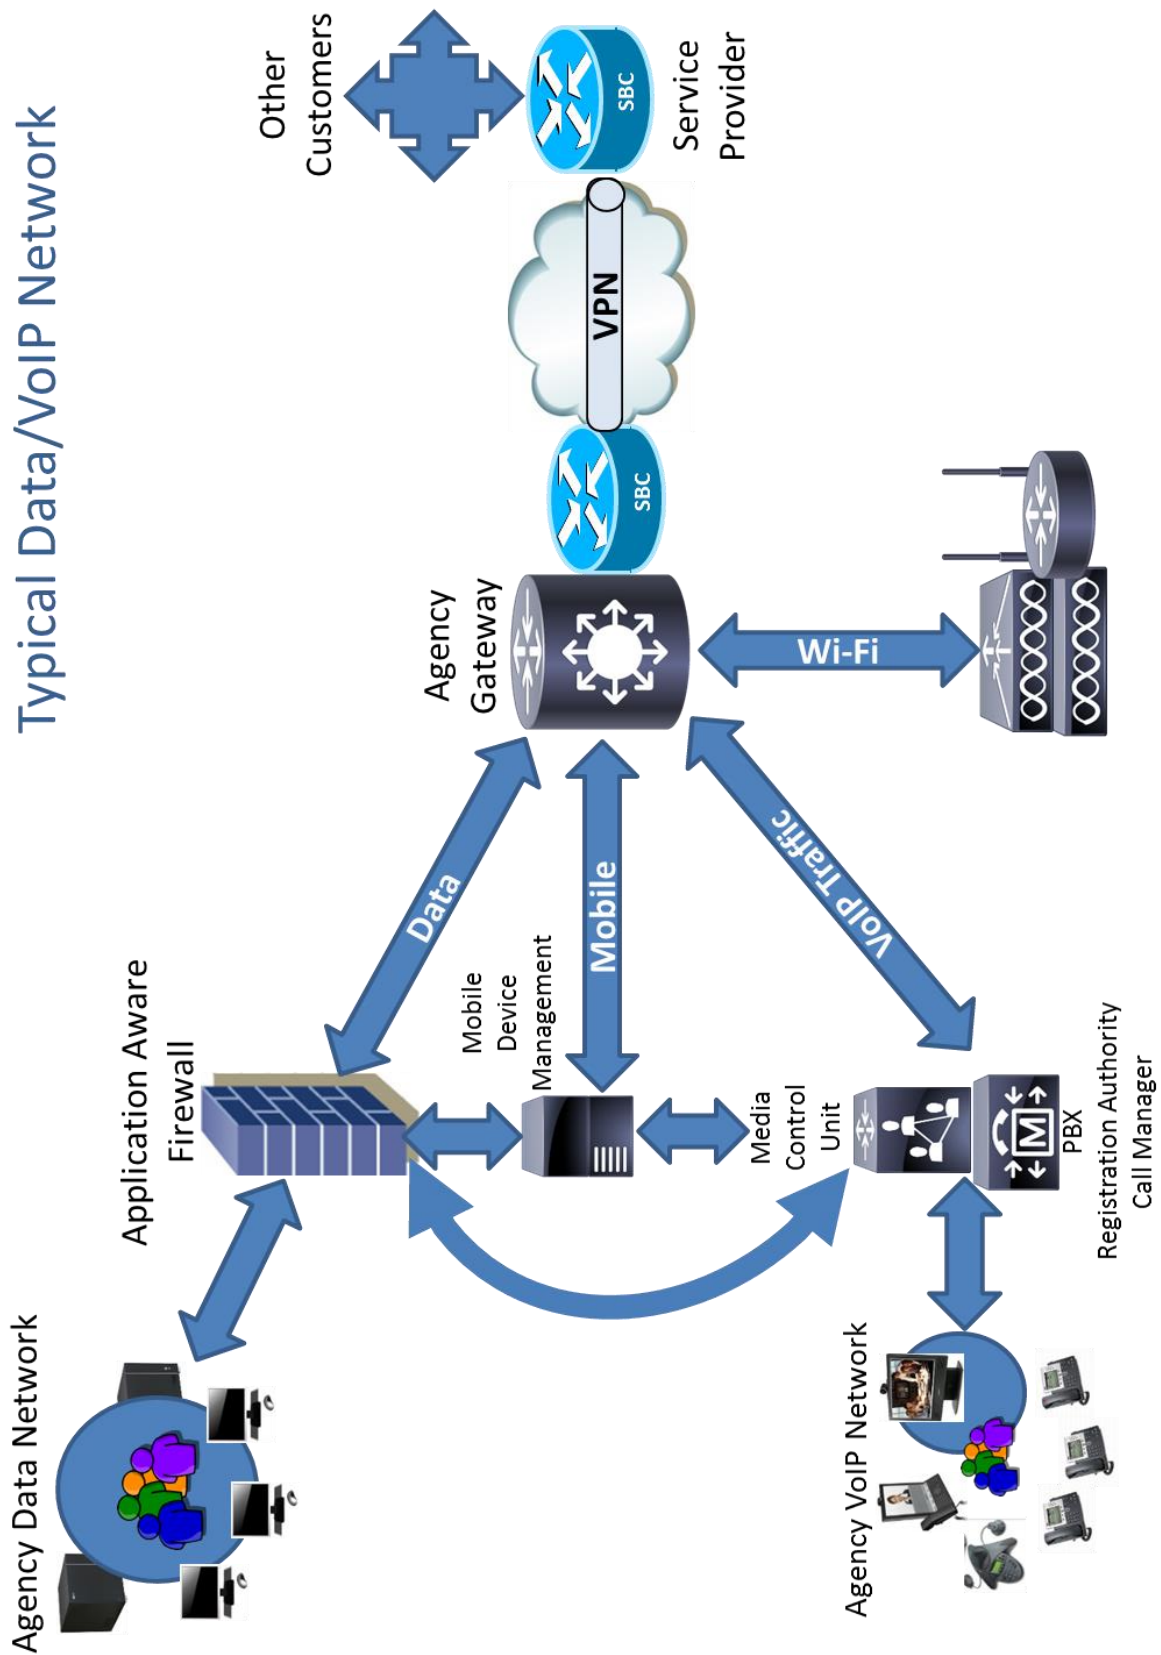 Typical Data/VoIP Network
Agency Data Network
Application Aware
Firewall
Data
Agency
Gateway
Other
Customers
Mobile
Device
Management
Mobile
SBC
VPN
SBC
Service
Provider
Media
Control
Unit
VoIP Traffic
Wi-Fi
Agency VoIP Network
M
PBX
Registration Authority
Call Manager